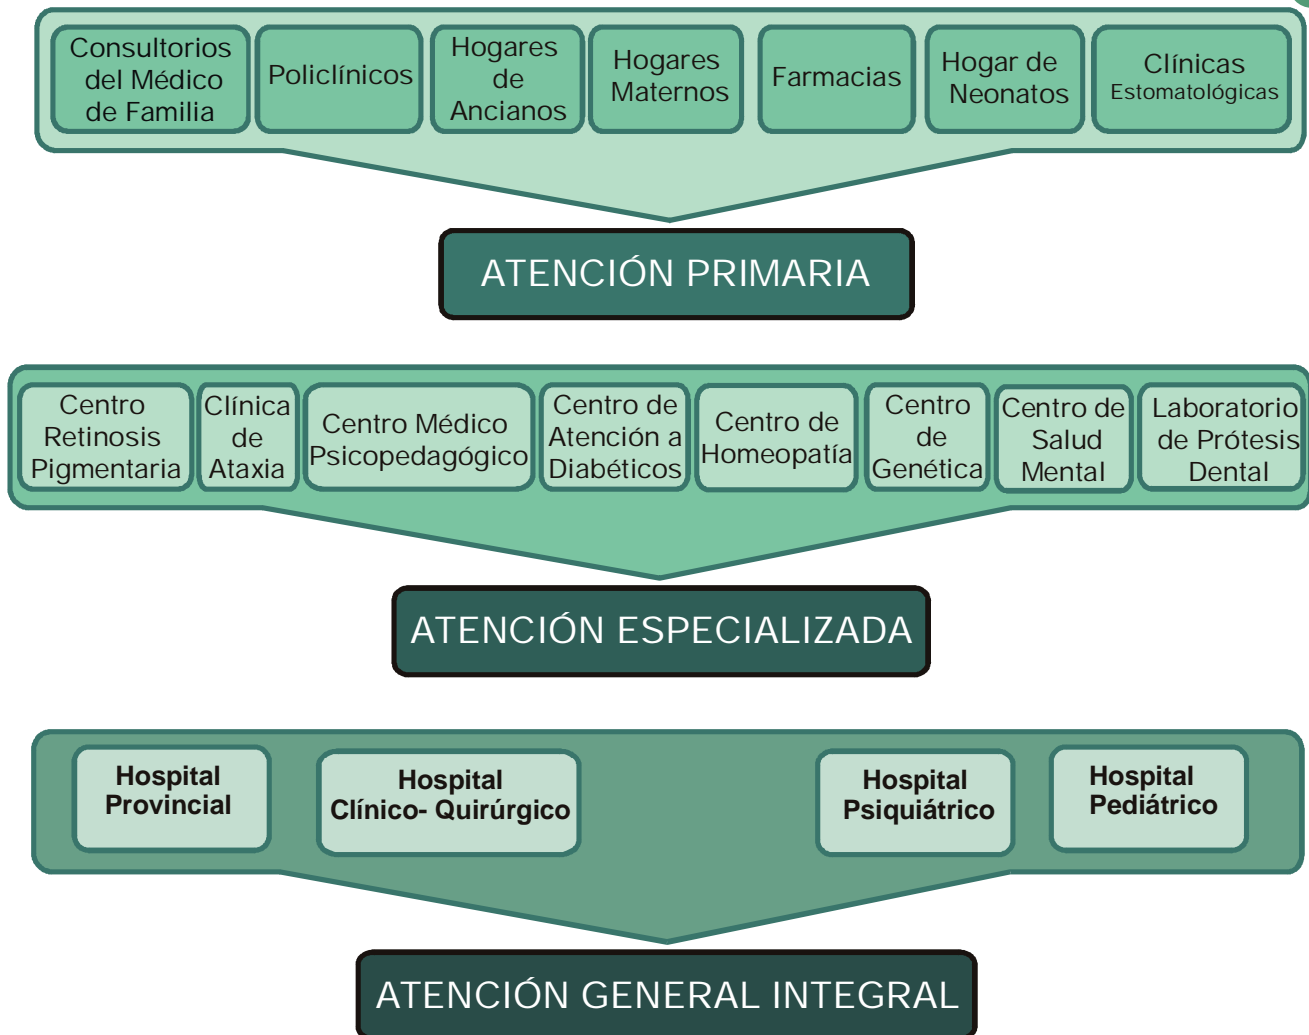 Consultorios
del Médico
de Familia
Policlínicos
Hogares
de
Ancianos
Hogares
Maternos
Farmacias
Hogar de
Neonatos
Clínicas
Estomatológicas
ATENCIÓN PRIMARIA
Centro
Retinosis
Pigmentaria
Clínica
de
Ataxia
Centro Médico
Psicopedagógico
Centro de
Atención a
Diabéticos
Centro de
Homeopatía
Centro
de
Genética
Centro de
Salud
Mental
Laboratorio
de Prótesis
Dental
ATENCIÓN ESPECIALIZADA
Hospital
Provincial
Hospital
Clínico- Quirúrgico
Hospital
Psiquiátrico
Hospital
Pediátrico
ATENCIÓN GENERAL INTEGRAL